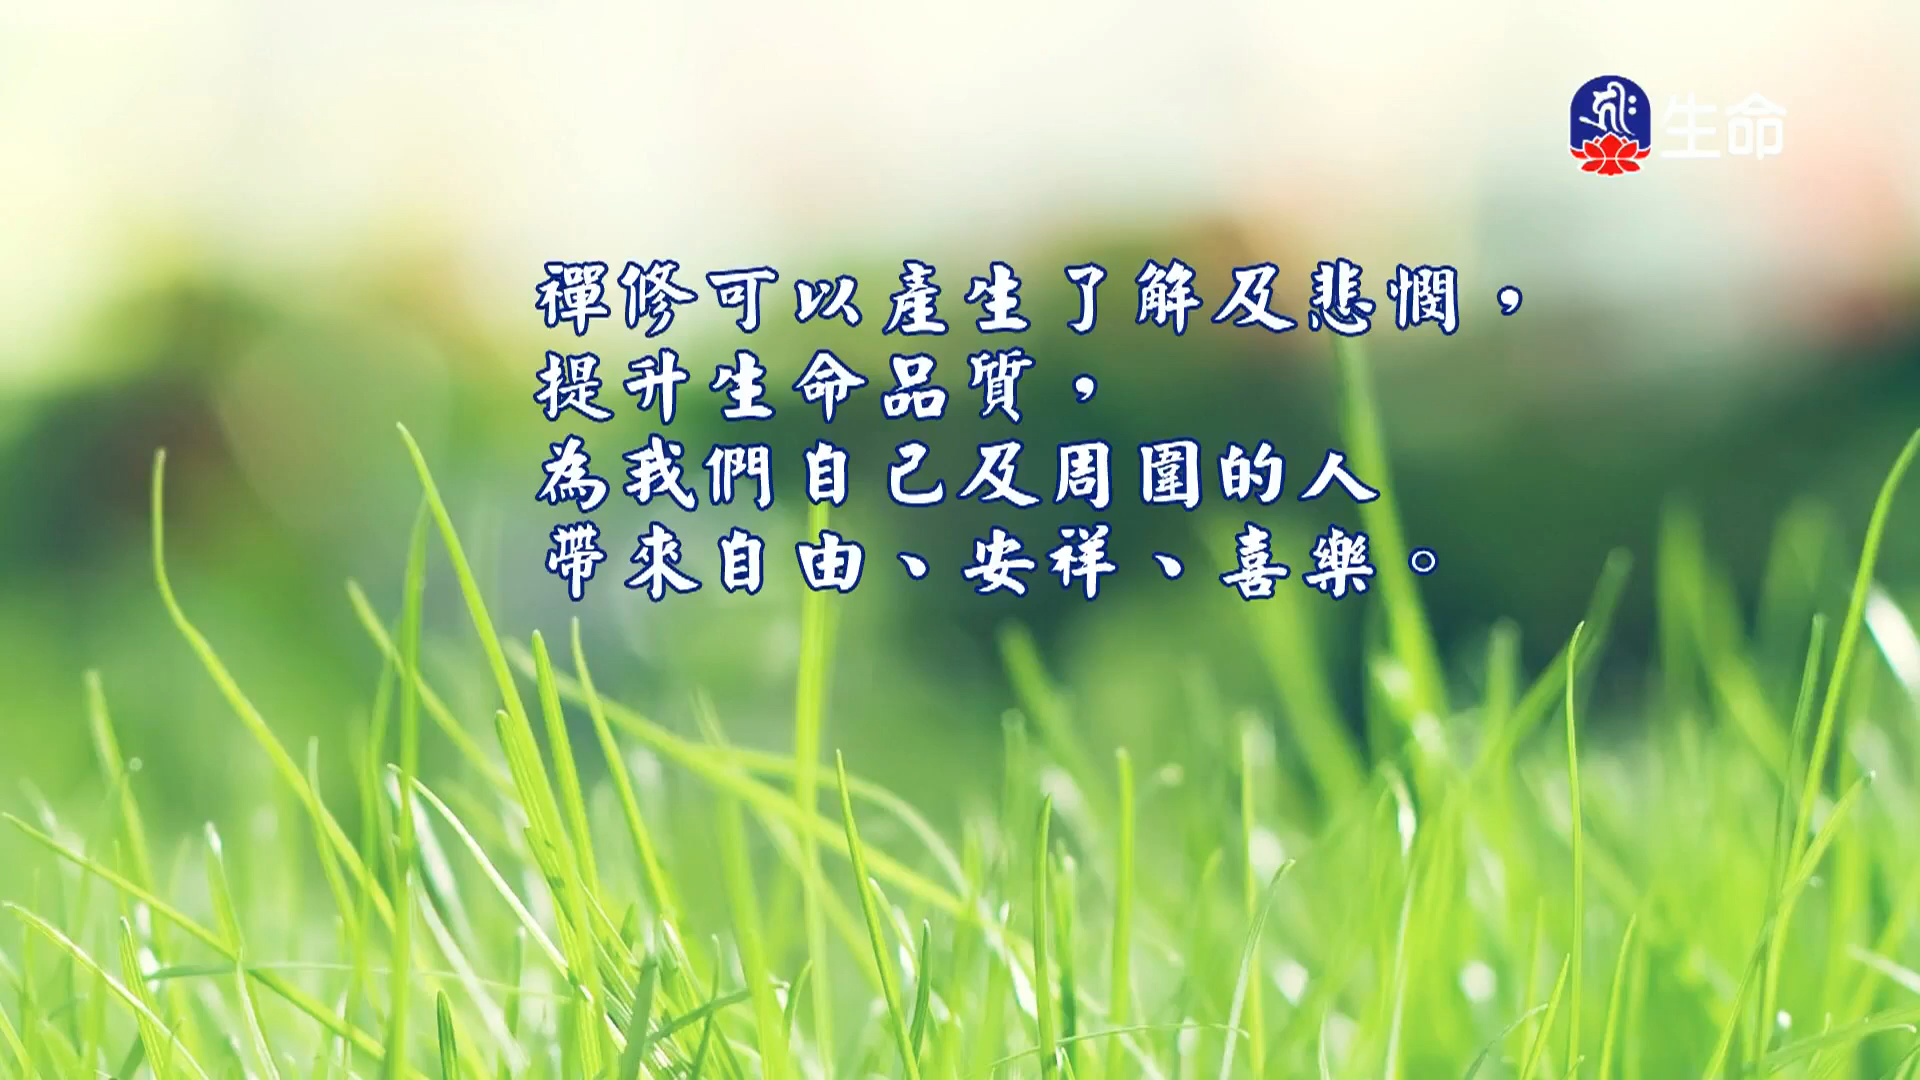 生命
禪修可以產生了解及悲憫，
提升生命品質，
為我們自己及周圍的人
帶來自由、安祥、喜樂。